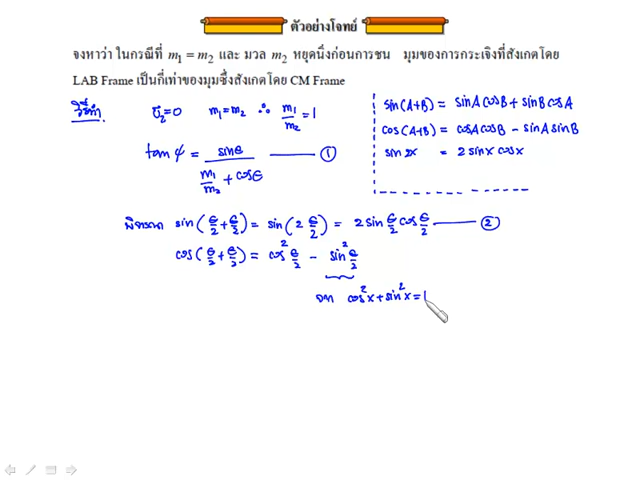 ตัวอย่างโจทย์
จงหาว่า ในกรณีที่ m₁ = m₂ และ มวล m₂ หยุดนิ่งก่อนการชน มุมของการกระเจิงที่สังเกตโดย
LAB Frame เป็นกี่เท่าของมุมซึ่งสังเกตโดย CM Frame
วิธีทำ v̄₂=0 m₁=m₂ ∴ m₁/m₂ = 1
tan ψ = sinθ / (m₁/m₂ + cosθ) ——— ①
sin(A+B) = sinA cosB + sinB cosA
cos(A+B) = cosA cosB − sinA sinB
sin 2x = 2 sinx cosx
พิจารณา sin(θ/2 + θ/2) = sin(2 θ/2) = 2 sin θ/2 cos θ/2 ——— ②
cos(θ/2 + θ/2) = cos² θ/2 − sin² θ/2
จาก cos²x + sin²x = 1